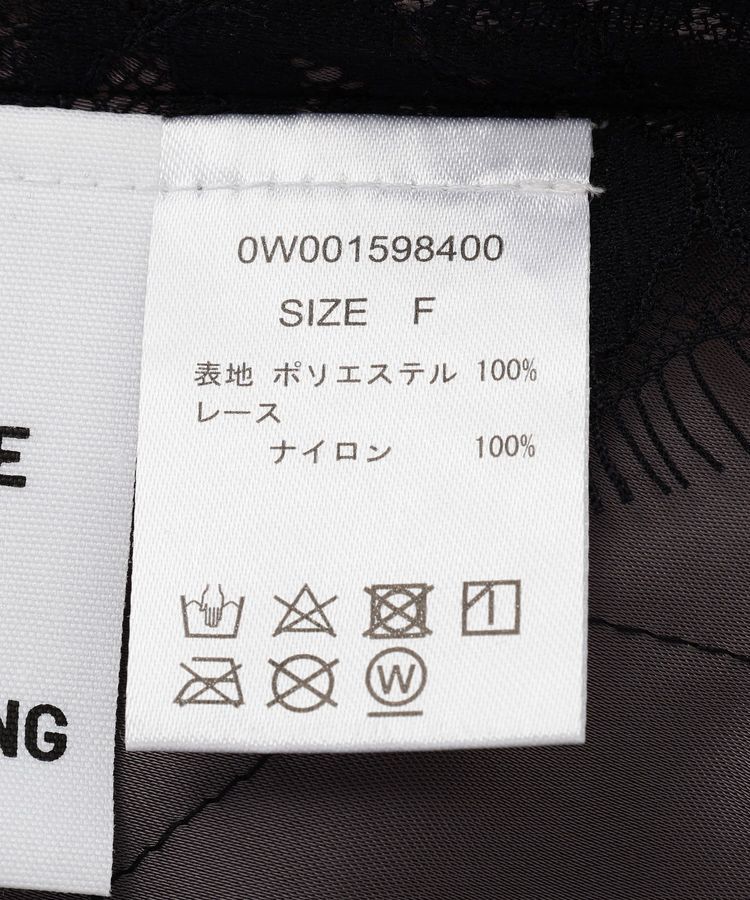 0W001598400
SIZE F
表地 ポリエステル 100%
レース
ナイロン 100%
W
E
NG